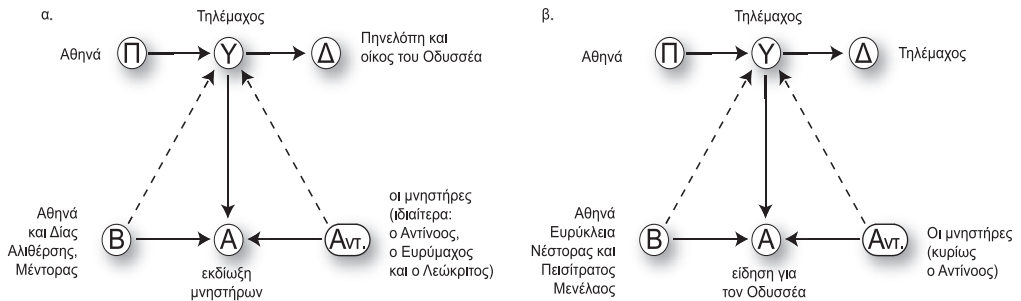 α.
Τηλέμαχος
Αθηνά
Π
Υ
Δ
Πηνελόπη και
οίκος του Οδυσσέα
Αθηνά
και Δίας
Αλιθέρσης,
Μέντορας
Β
Α
Αντ.
οι μνηστήρες
(ιδιαίτερα:
ο Αντίνοος,
ο Ευρύμαχος
και ο Λεώκριτος)
εκδίωξη
μνηστήρων
β.
Τηλέμαχος
Αθηνά
Π
Υ
Δ
Τηλέμαχος
Αθηνά
Ευρύκλεια
Νέστορας και
Πεισίτρατος
Μενέλαος
Β
Α
Αντ.
Οι μνηστήρες
(κυρίως
ο Αντίνοος)
είδηση για
τον Οδυσσέα